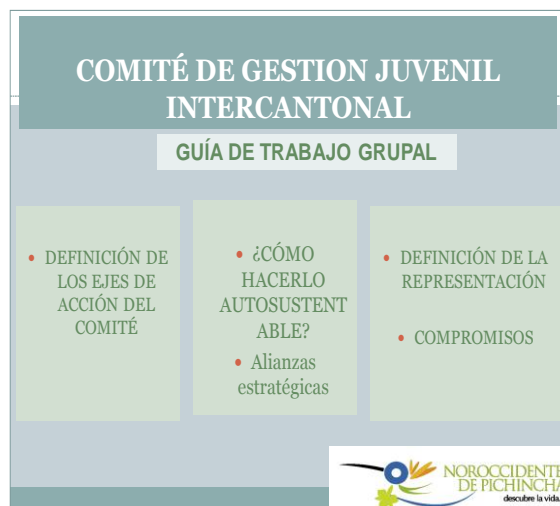 COMITÉ DE GESTION JUVENIL
INTERCANTONAL
GUÍA DE TRABAJO GRUPAL
• DEFINICIÓN DE
LOS EJES DE
ACCIÓN DEL
COMITÉ
• ¿CÓMO
HACERLO
AUTOSUSTENT
ABLE?
• Alianzas
estratégicas
• DEFINICIÓN DE LA
REPRESENTACIÓN
• COMPROMISOS
NOROCCIDENTE
DE PICHINCHA
descubre la vida.